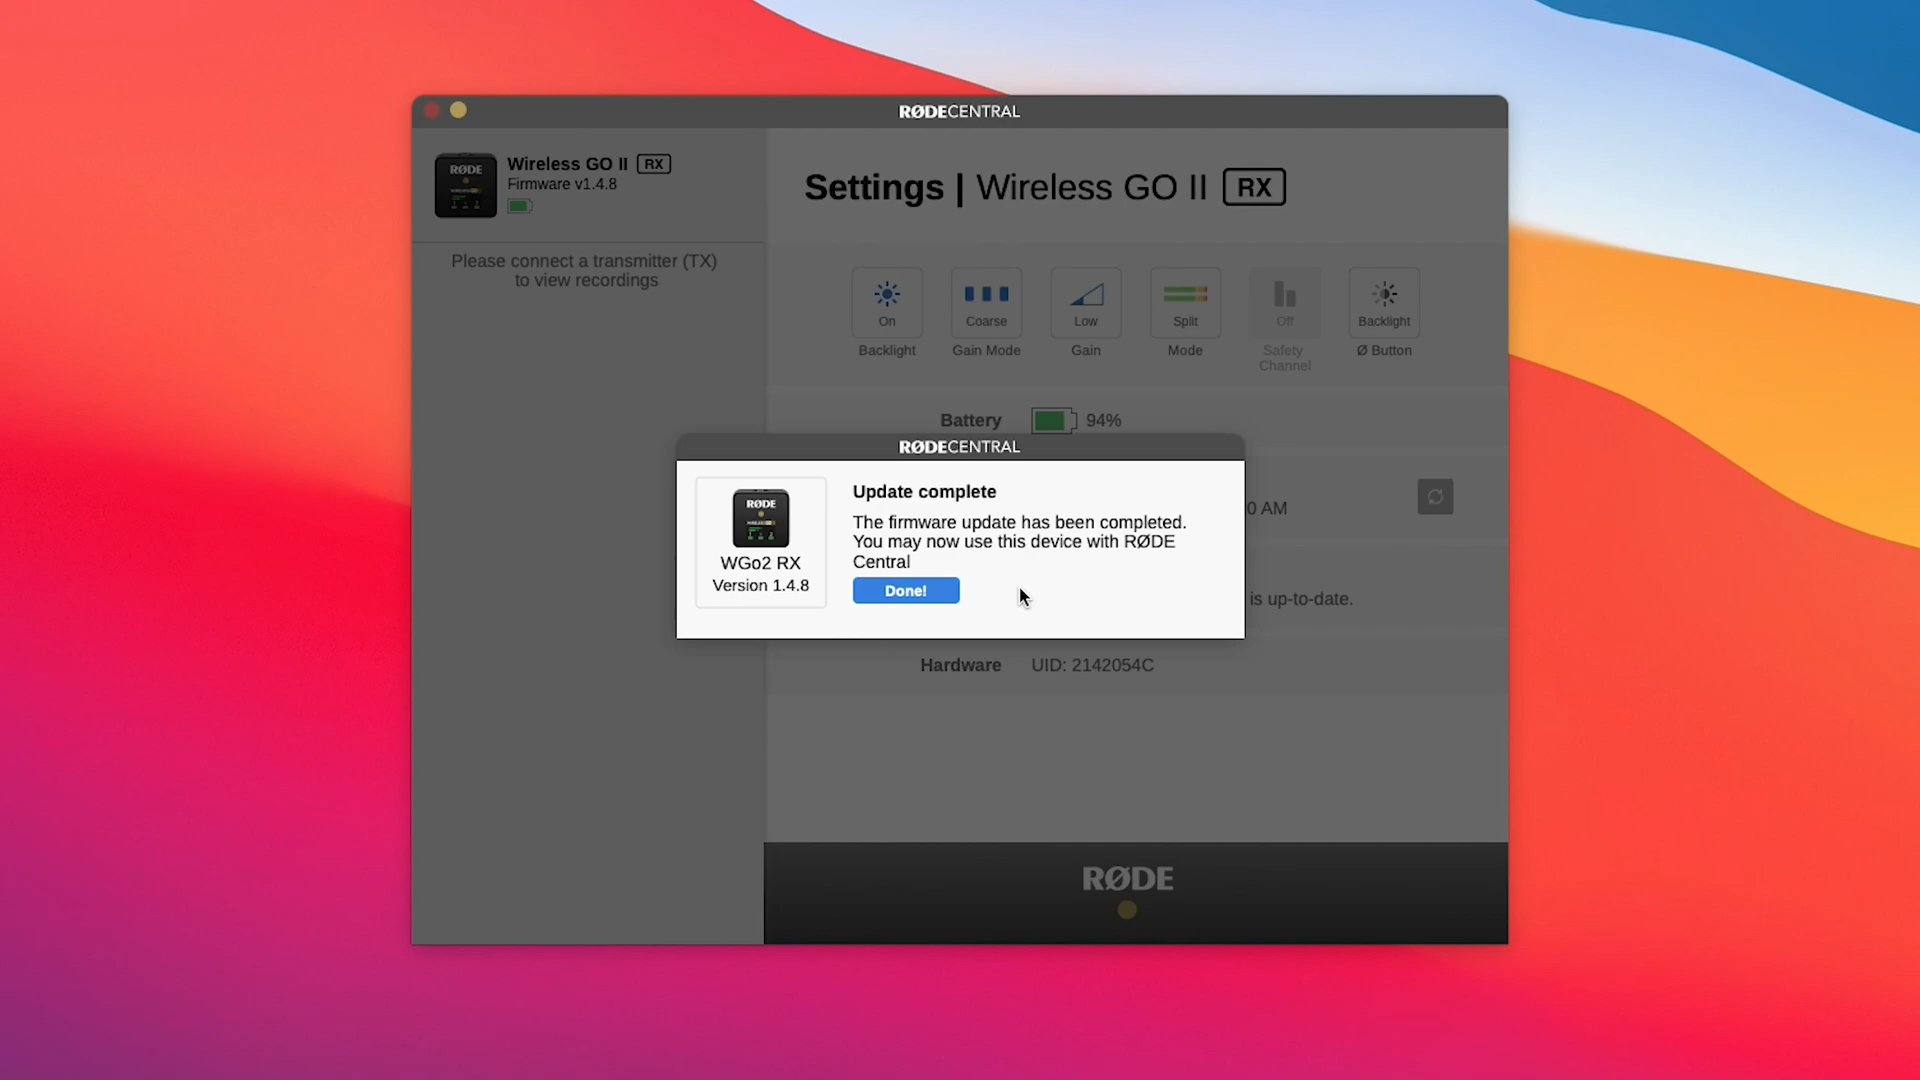 RØDECENTRAL
RØDE
Wireless GO II RX
Firmware v1.4.8
Please connect a transmitter (TX)
to view recordings
Settings | Wireless GO II RX
On
Backlight
Coarse
Gain Mode
Low
Gain
Split
Mode
Off
Safety
Channel
Backlight
Ø Button
Battery 94%
RØDECENTRAL
RØDE
WGo2 RX
Version 1.4.8
Update complete
The firmware update has been completed.
You may now use this device with RØDE
Central
Done!
0 AM
is up-to-date.
Hardware UID: 2142054C
RØDE